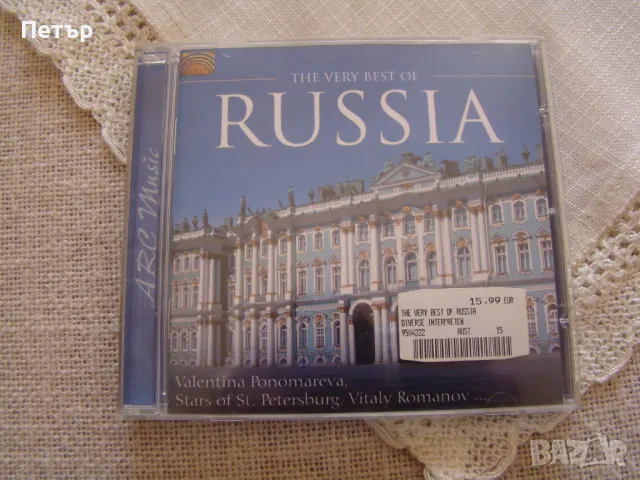 Петър
THE VERY BEST OF
RUSSIA
ARC Music
15.99 EUR
THE VERY BEST OF RUSSIA
DIVERSE INTERPRETEN
9504222 RUST 15
Valentina Ponomareva,
Stars of St. Petersburg, Vitaly Romanov ...
BAZAR